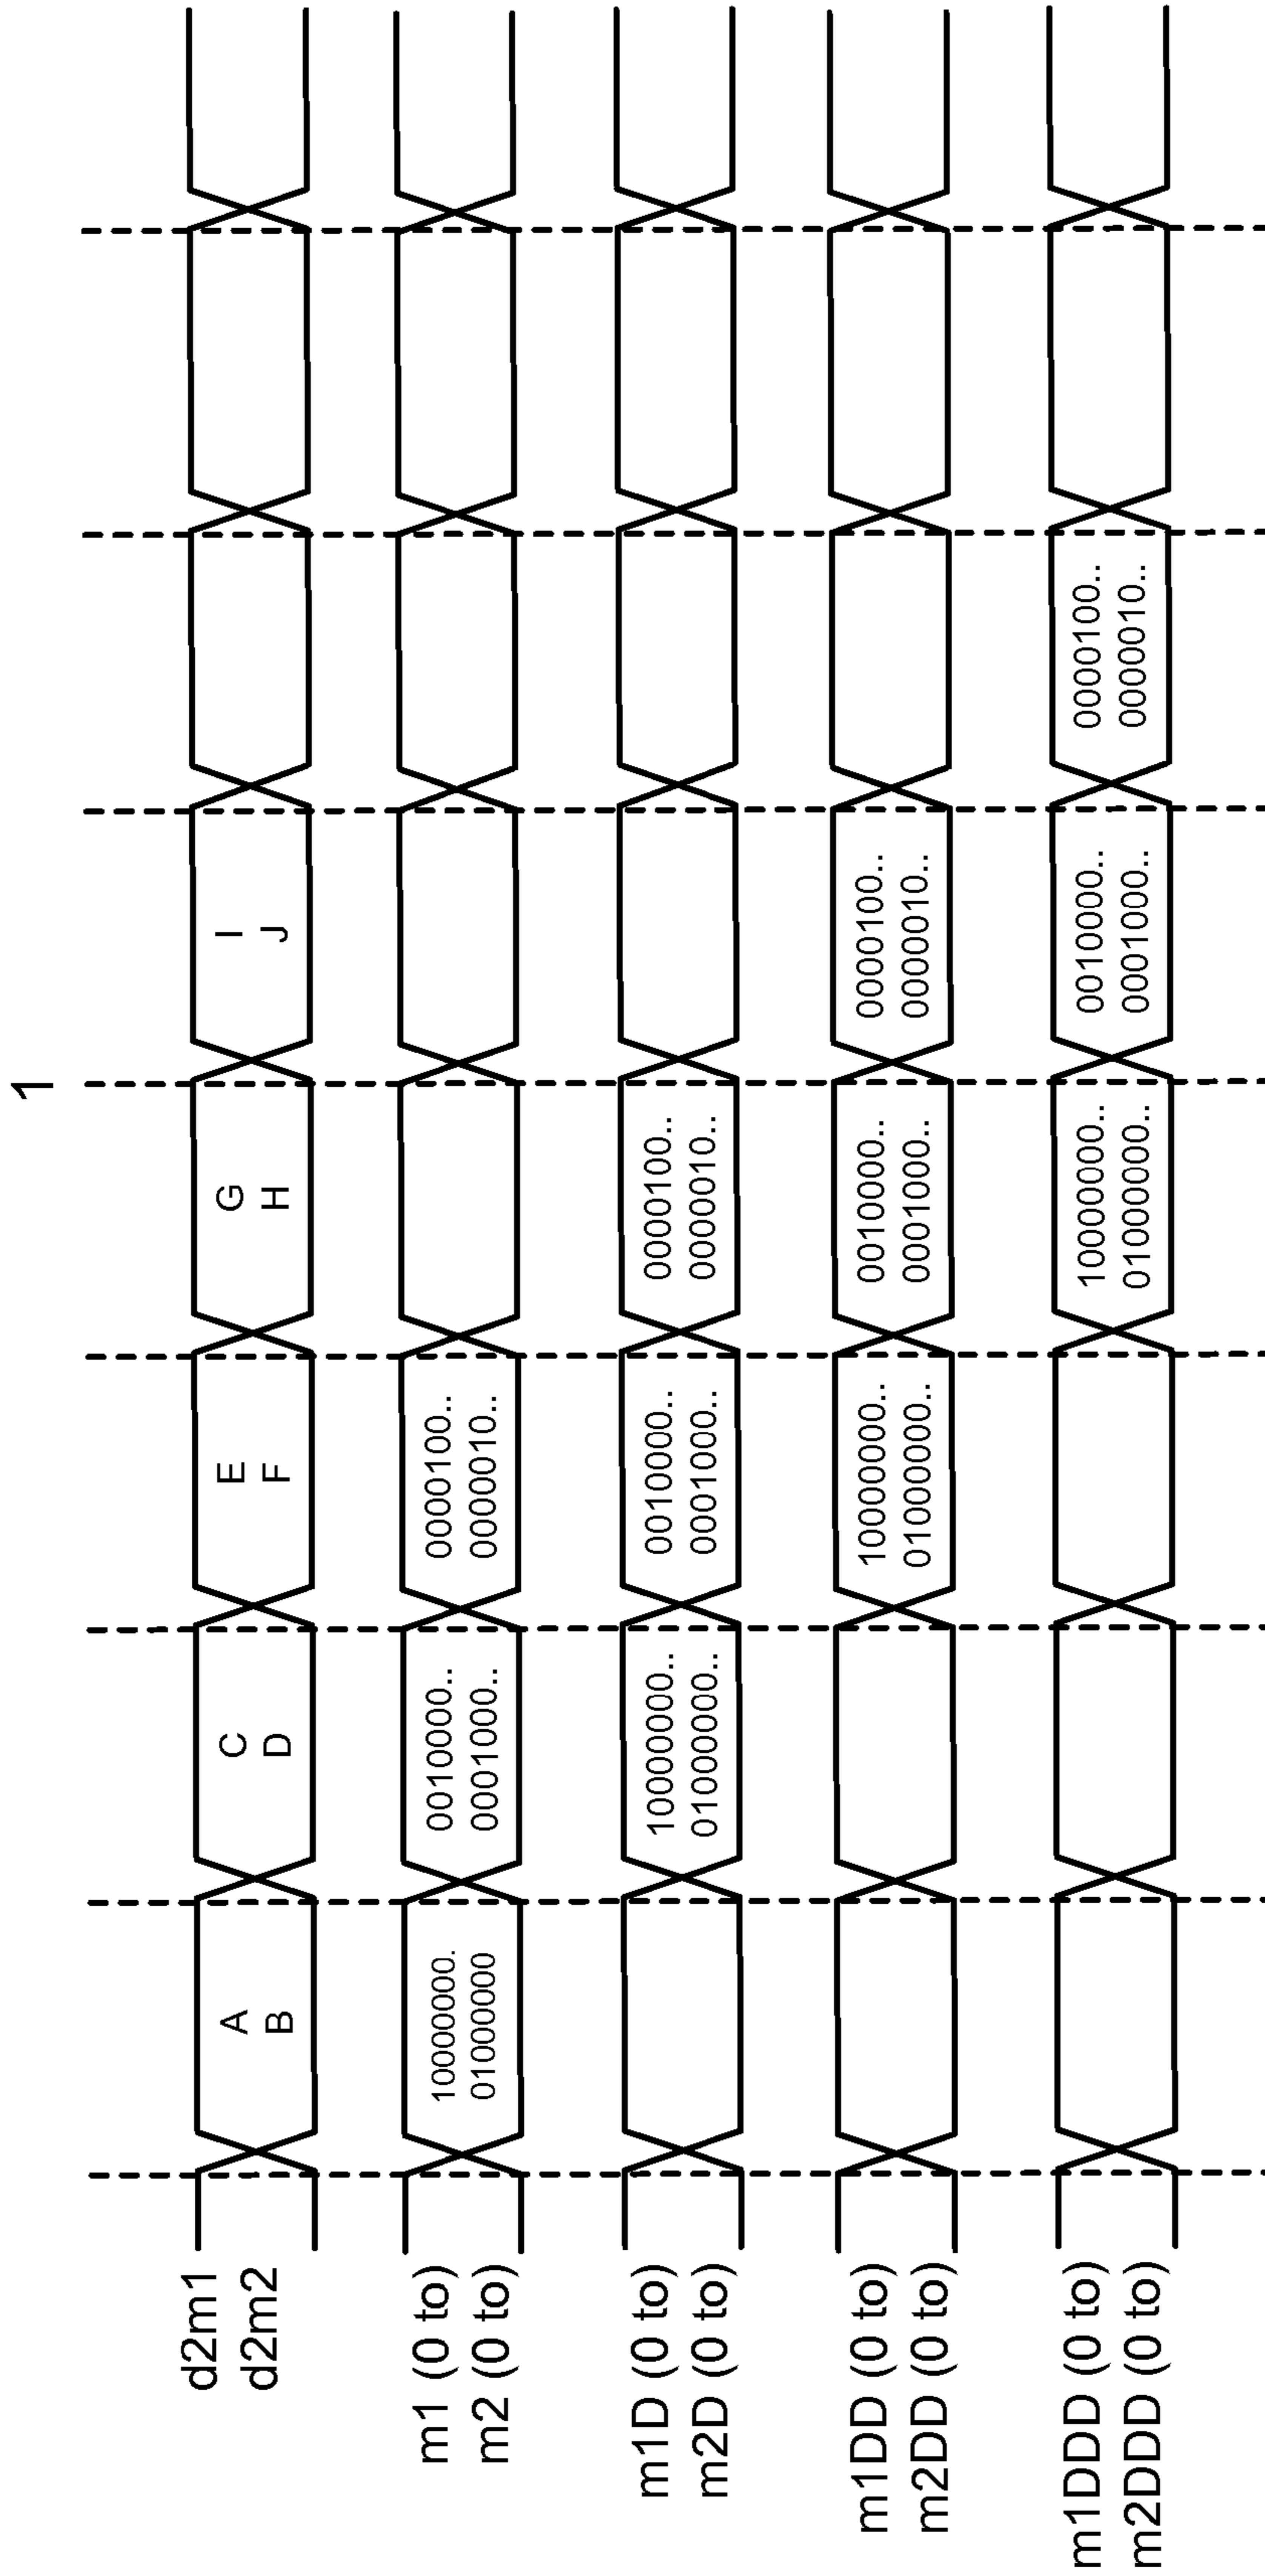 1
d2m1
d2m2
A
B
C
D
E
F
G
H
I
J
m1 (0 to)
m2 (0 to)
10000000.
01000000
0010000..
0001000..
0000100..
0000010..
m1D (0 to)
m2D (0 to)
10000000..
01000000..
0010000..
0001000..
0000100..
0000010..
m1DD (0 to)
m2DD (0 to)
10000000..
01000000..
0010000..
0001000..
0000100..
0000010..
m1DDD (0 to)
m2DDD (0 to)
10000000..
01000000..
0010000..
0001000..
0000100..
0000010..